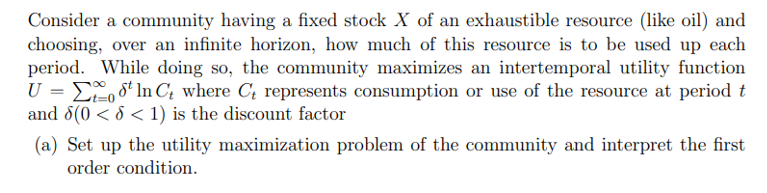 Consider a community having a fixed stock X of an exhaustible resource (like oil) and
choosing, over an infinite horizon, how much of this resource is to be used up each
period. While doing so, the community maximizes an intertemporal utility function
U = ∑_{t=0}^{∞} δ^t ln C_t where C_t represents consumption or use of the resource at period t
and δ(0 < δ < 1) is the discount factor
(a) Set up the utility maximization problem of the community and interpret the first
order condition.